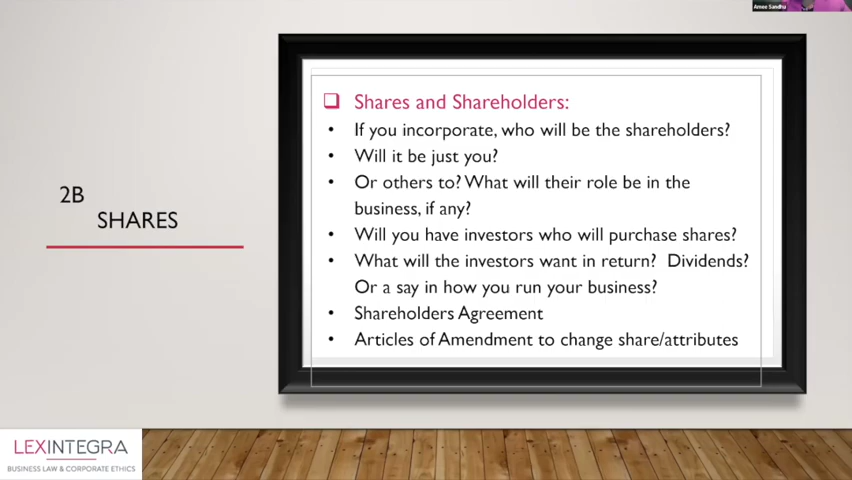 Amee Sandhu
2B
SHARES
❑ Shares and Shareholders:
• If you incorporate, who will be the shareholders?
• Will it be just you?
• Or others to? What will their role be in the
business, if any?
• Will you have investors who will purchase shares?
• What will the investors want in return? Dividends?
Or a say in how you run your business?
• Shareholders Agreement
• Articles of Amendment to change share/attributes
LEXINTEGRA
BUSINESS LAW & CORPORATE ETHICS